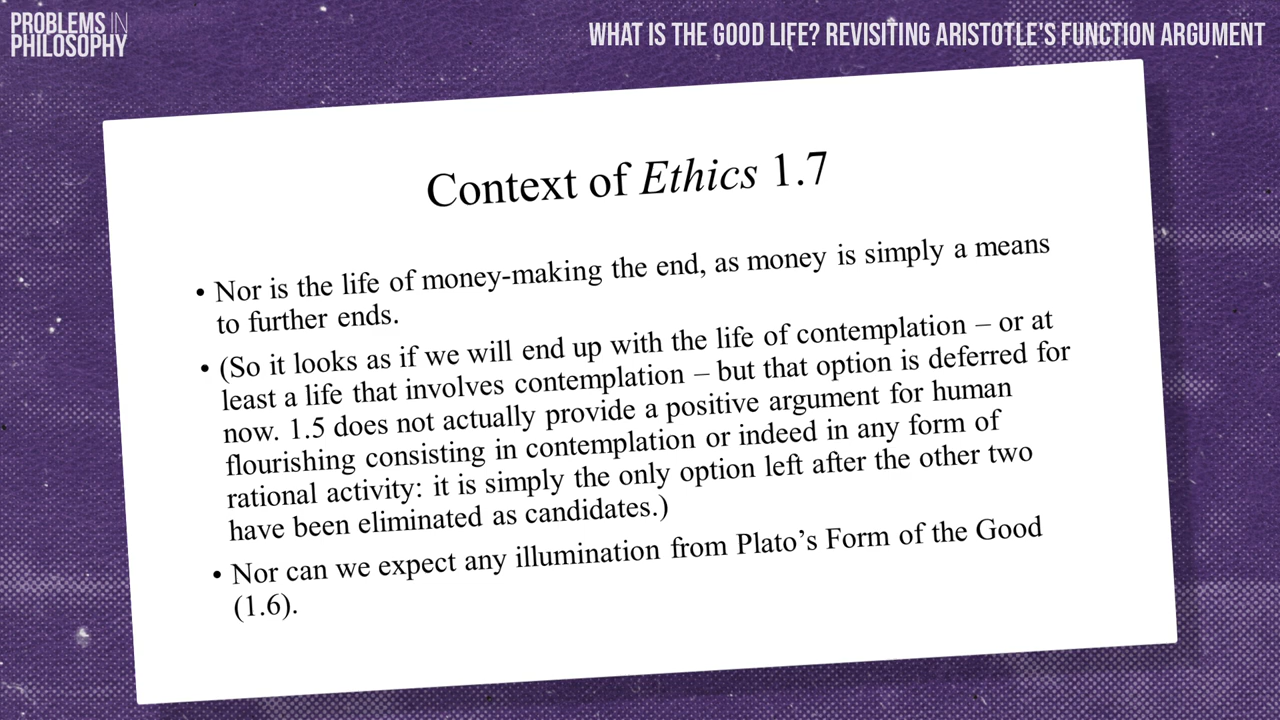 PROBLEMS IN
PHILOSOPHY
WHAT IS THE GOOD LIFE? REVISITING ARISTOTLE'S FUNCTION ARGUMENT
Context of Ethics 1.7
• Nor is the life of money-making the end, as money is simply a means
to further ends.
• (So it looks as if we will end up with the life of contemplation – or at
least a life that involves contemplation – but that option is deferred for
now. 1.5 does not actually provide a positive argument for human
flourishing consisting in contemplation or indeed in any form of
rational activity: it is simply the only option left after the other two
have been eliminated as candidates.)
• Nor can we expect any illumination from Plato’s Form of the Good
(1.6).